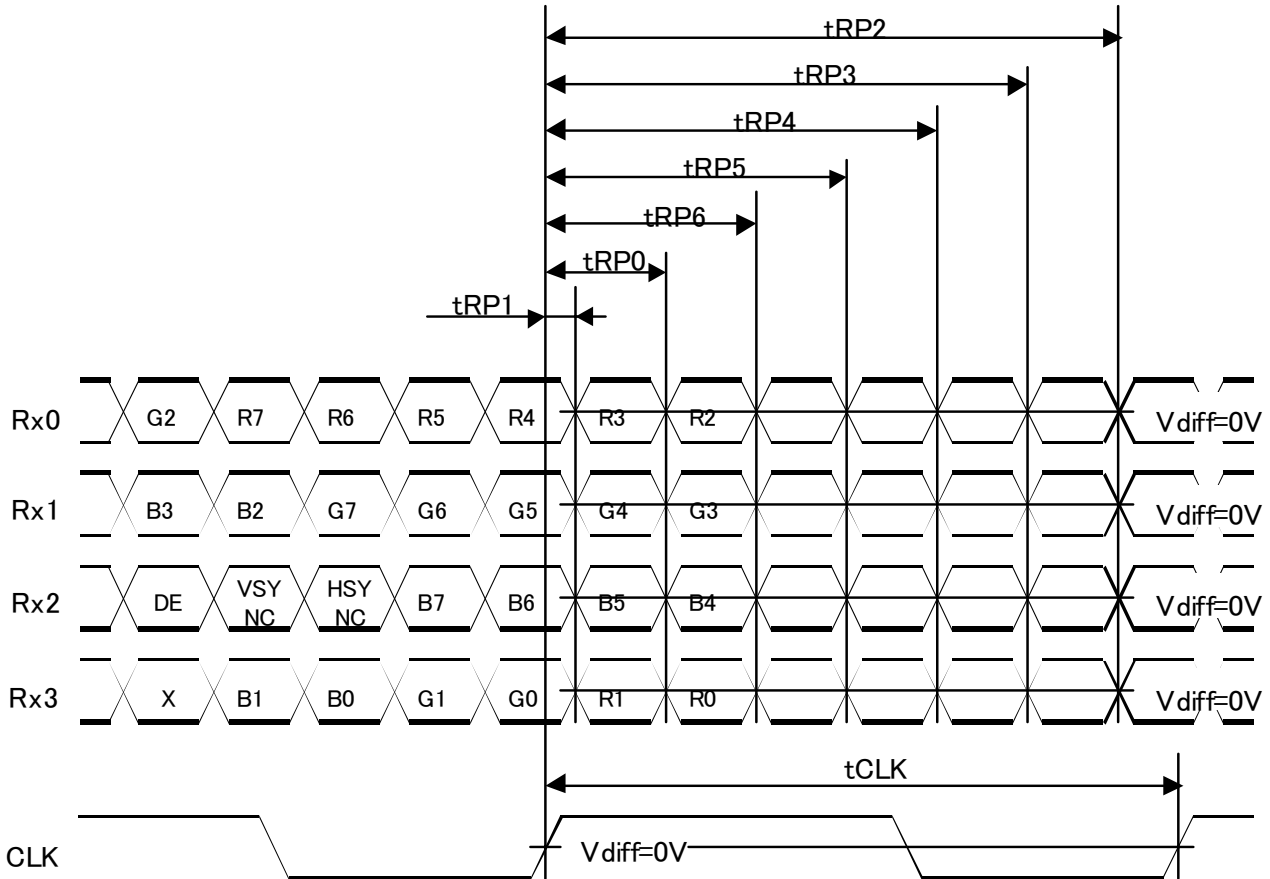 tRP2
tRP3
tRP4
tRP5
tRP6
tRP0
tRP1
Rx0 G2 R7 R6 R5 R4 R3 R2 Vdiff=0V
Rx1 B3 B2 G7 G6 G5 G4 G3 Vdiff=0V
Rx2 DE VSY NC HSY NC B7 B6 B5 B4 Vdiff=0V
Rx3 X B1 B0 G1 G0 R1 R0 Vdiff=0V
tCLK
CLK Vdiff=0V